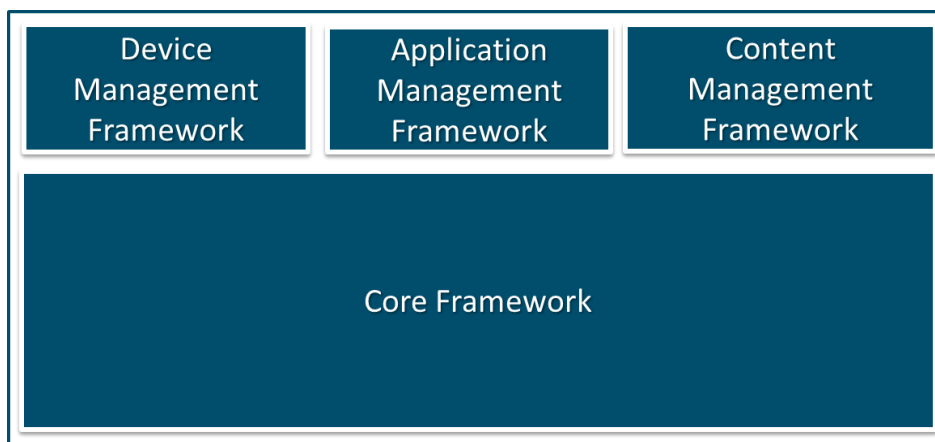 Device
Management
Framework
Application
Management
Framework
Content
Management
Framework
Core Framework